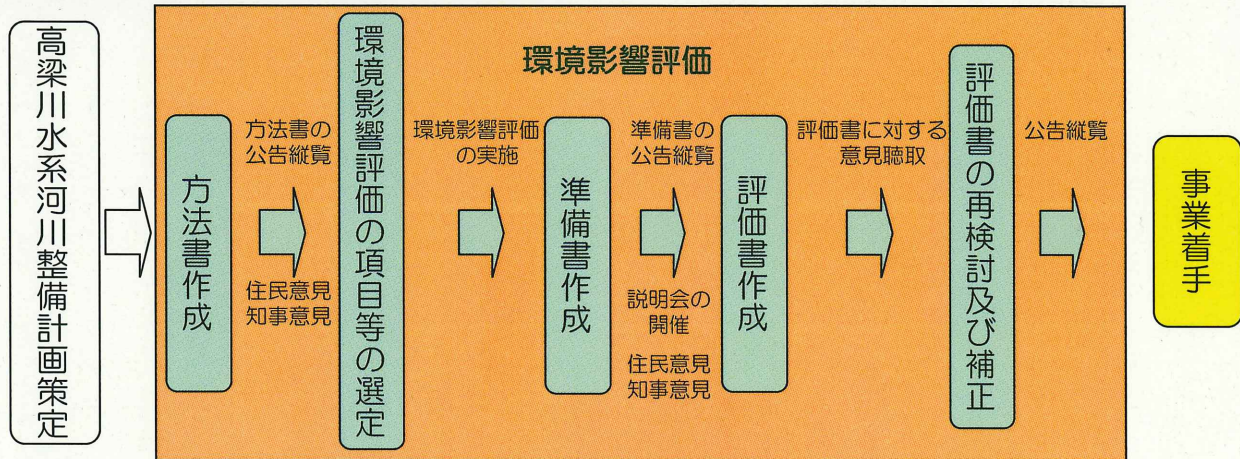 高梁川水系河川整備計画策定
環境影響評価
方法書作成
方法書の
公告縦覧
住民意見
知事意見
環境影響評価の項目等の選定
環境影響評価
の実施
準備書作成
準備書の
公告縦覧
説明会の
開催
住民意見
知事意見
評価書作成
評価書に対する
意見聴取
評価書の再検討及び補正
公告縦覧
事業着手